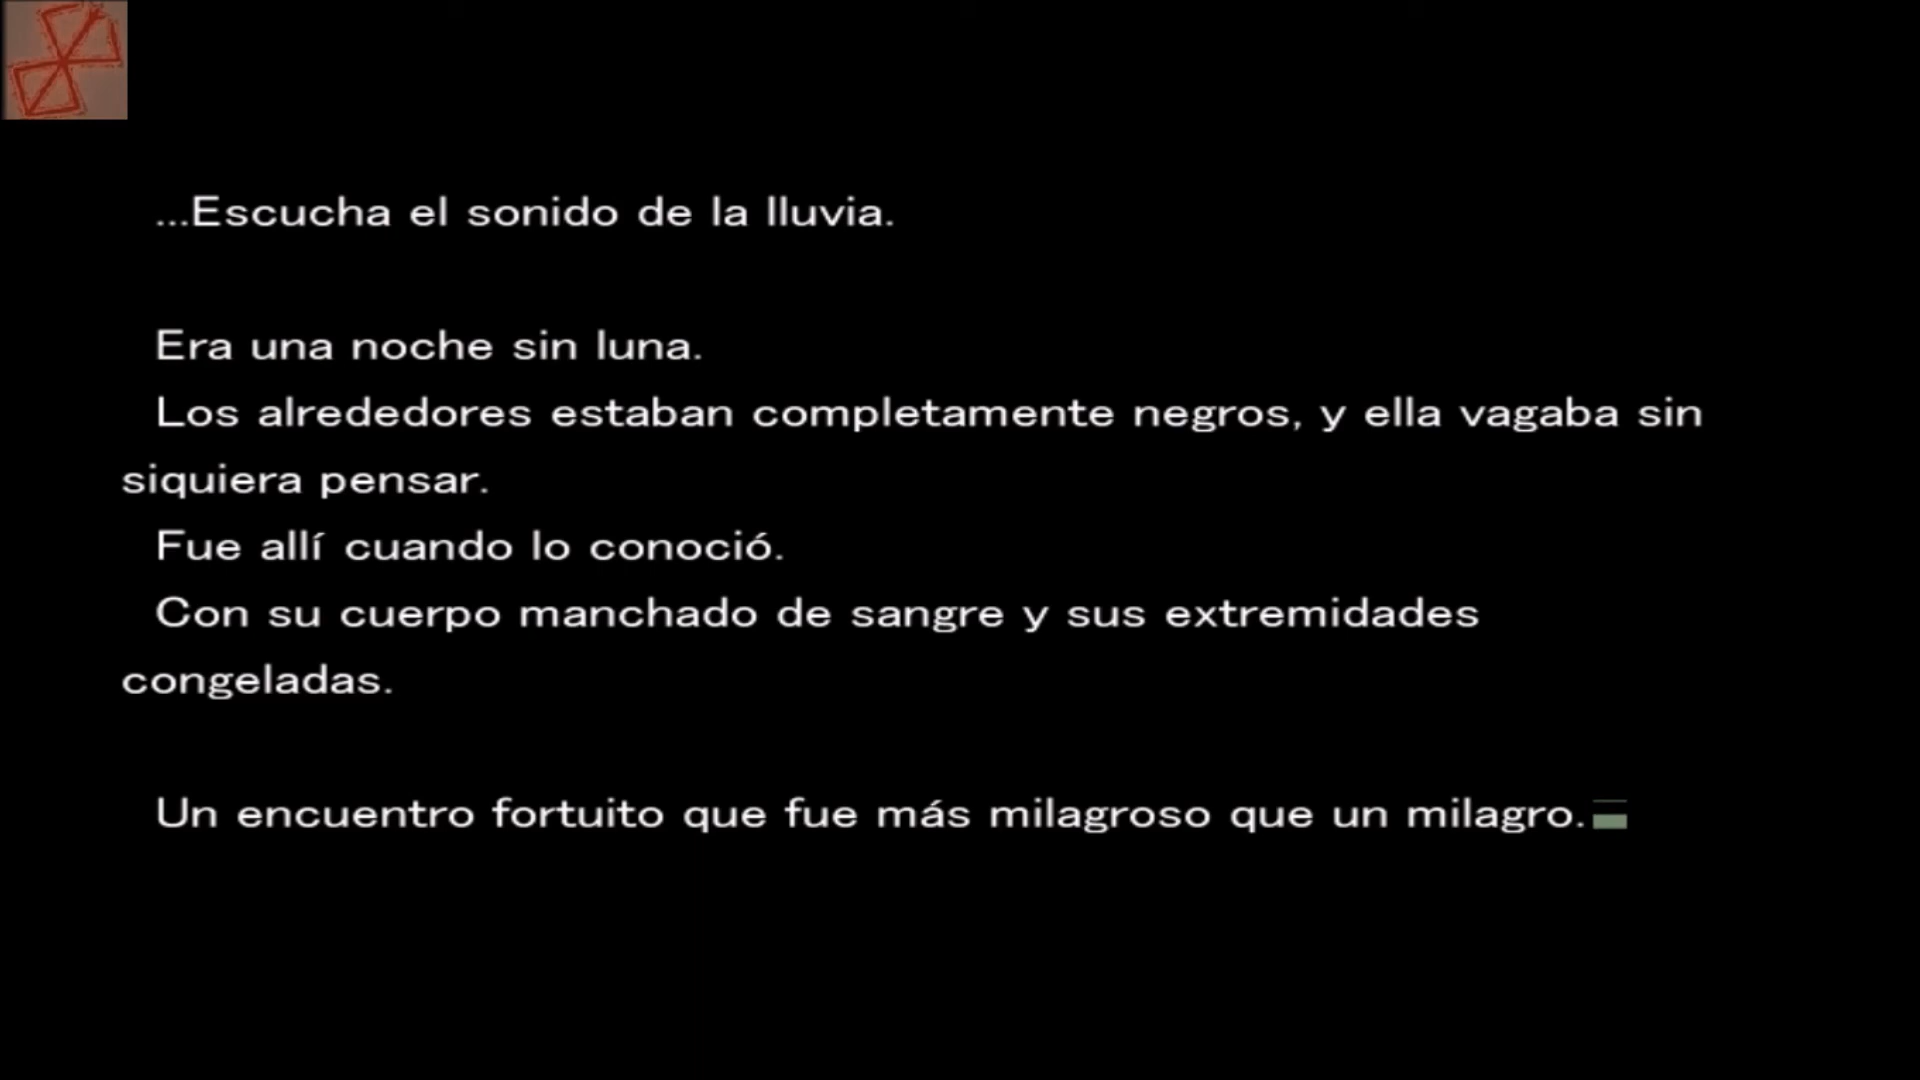 ...Escucha el sonido de la lluvia.
Era una noche sin luna.
Los alrededores estaban completamente negros, y ella vagaba sin
siquiera pensar.
Fue allí cuando lo conoció.
Con su cuerpo manchado de sangre y sus extremidades
congeladas.
Un encuentro fortuito que fue más milagroso que un milagro.